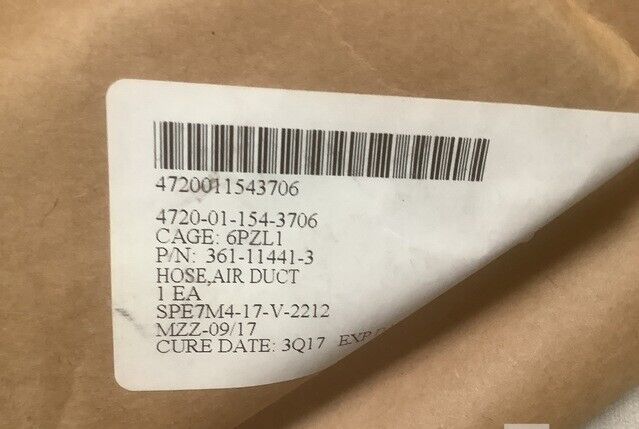 4720011543706
4720-01-154-3706
CAGE: 6PZL1
P/N: 361-11441-3
HOSE,AIR DUCT
1 EA
SPE7M4-17-V-2212
MZZ-09/17
CURE DATE: 3Q17 EXP